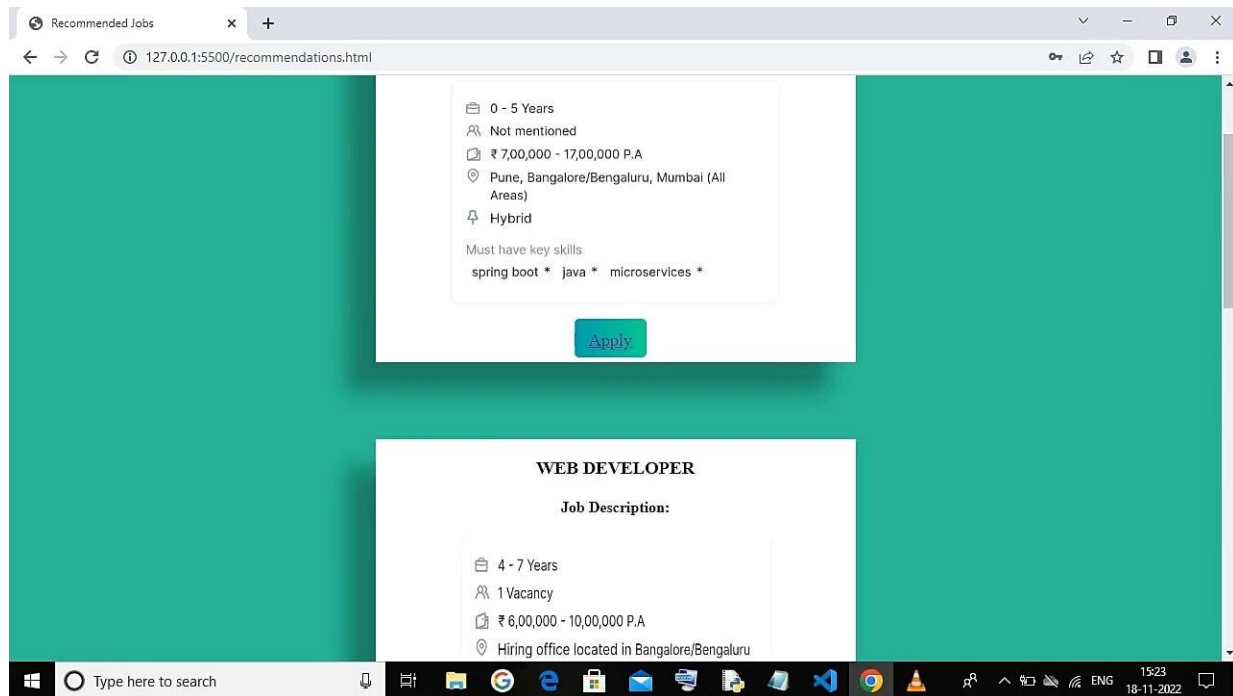 Recommended Jobs
127.0.0.1:5500/recommendations.html
0 - 5 Years
Not mentioned
₹ 7,00,000 - 17,00,000 P.A
Pune, Bangalore/Bengaluru, Mumbai (All
Areas)
Hybrid
Must have key skills
spring boot * java * microservices *
Apply
WEB DEVELOPER
Job Description:
4 - 7 Years
1 Vacancy
₹ 6,00,000 - 10,00,000 P.A
Hiring office located in Bangalore/Bengaluru
Type here to search
ENG
15:23
18-11-2022